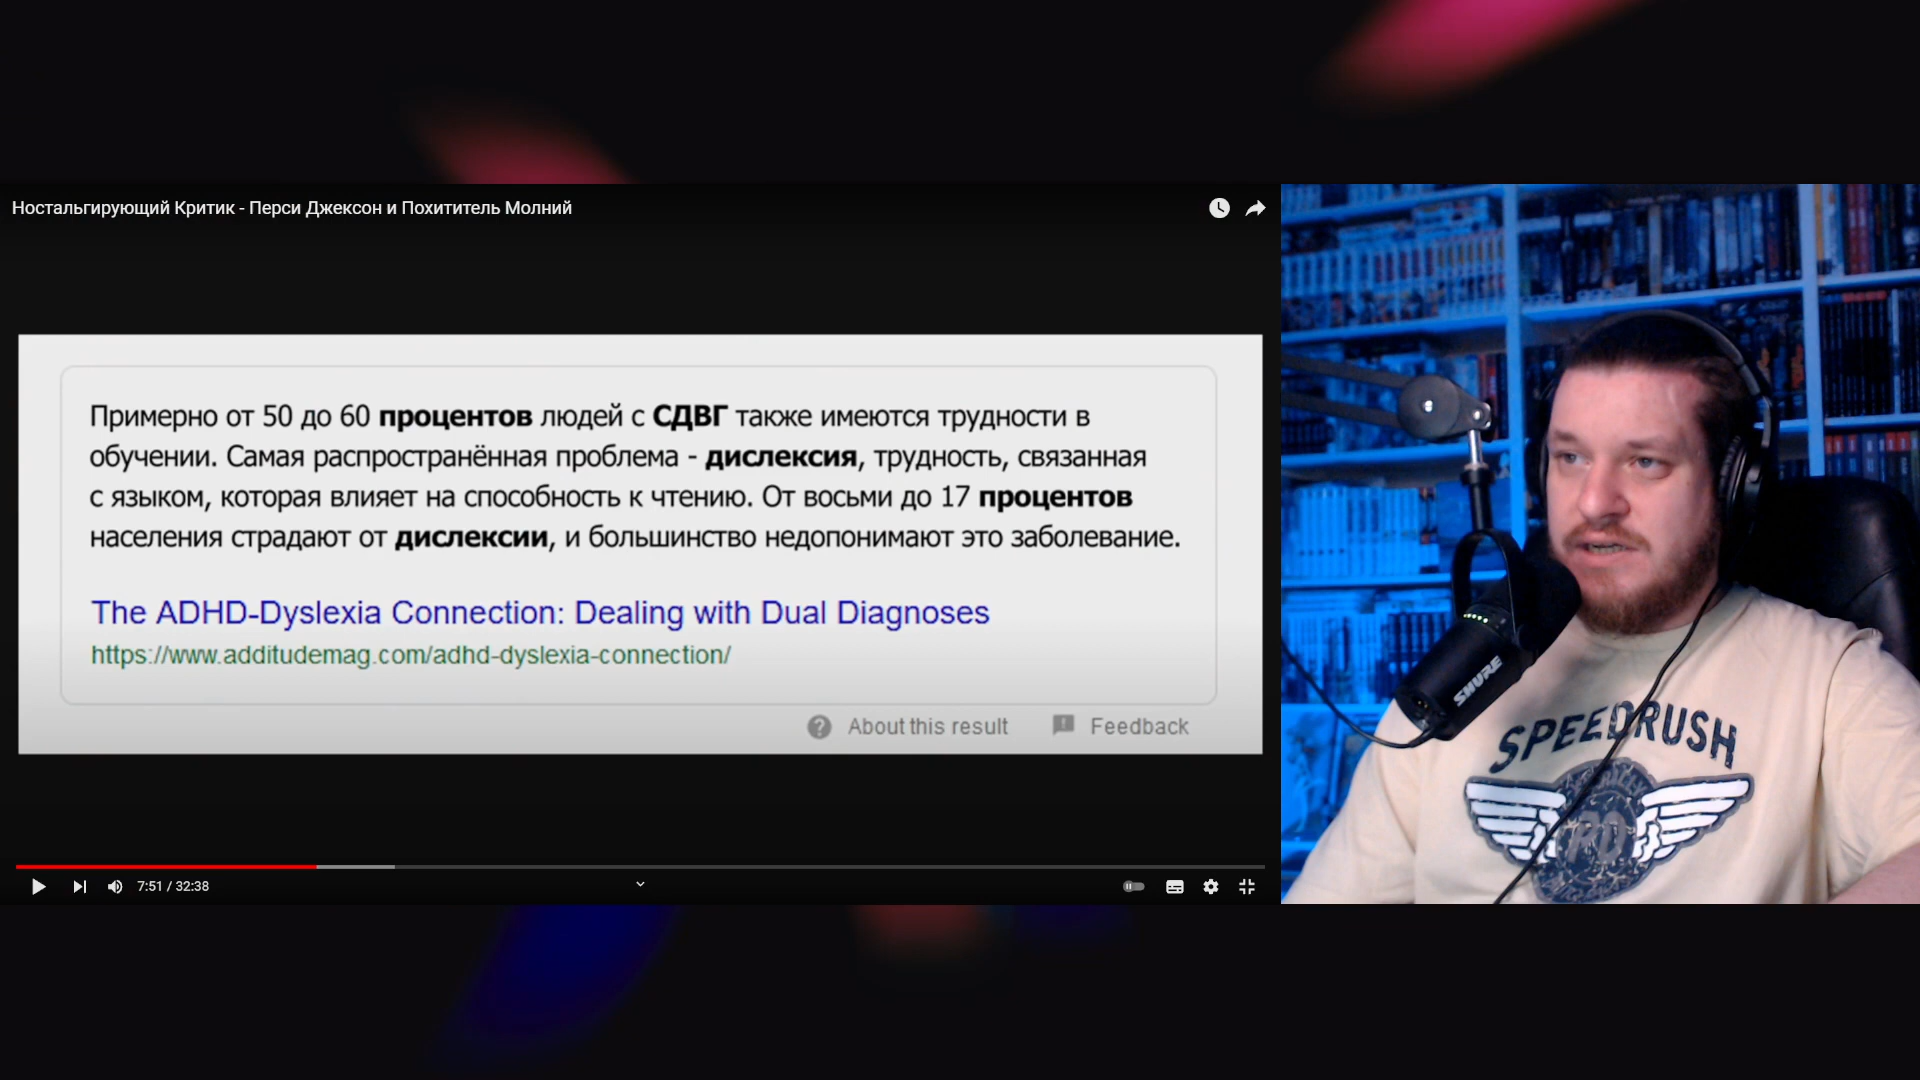 Ностальгирующий Критик - Перси Джексон и Похититель Молний
Примерно от 50 до 60 процентов людей с СДВГ также имеются трудности в
обучении. Самая распространённая проблема - дислексия, трудность, связанная
с языком, которая влияет на способность к чтению. От восьми до 17 процентов
населения страдают от дислексии, и большинство недопонимают это заболевание.
The ADHD-Dyslexia Connection: Dealing with Dual Diagnoses
https://www.additudemag.com/adhd-dyslexia-connection/
About this result
Feedback
7:51 / 32:38
SHURE
SPEEDRUSH